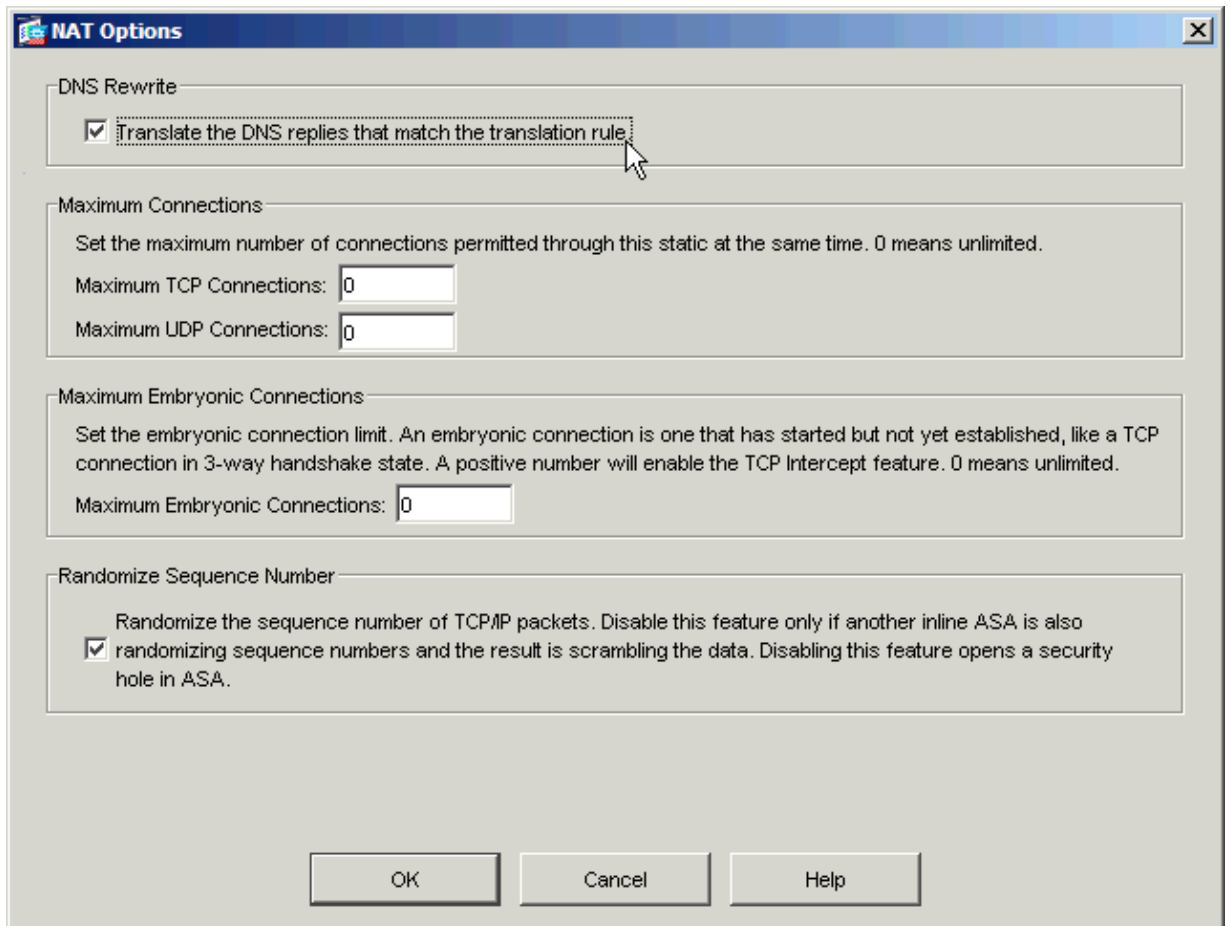 NAT Options
DNS Rewrite
Translate the DNS replies that match the translation rule.
Maximum Connections
Set the maximum number of connections permitted through this static at the same time. 0 means unlimited.
Maximum TCP Connections: 0
Maximum UDP Connections: 0
Maximum Embryonic Connections
Set the embryonic connection limit. An embryonic connection is one that has started but not yet established, like a TCP
connection in 3-way handshake state. A positive number will enable the TCP Intercept feature. 0 means unlimited.
Maximum Embryonic Connections: 0
Randomize Sequence Number
Randomize the sequence number of TCP/IP packets. Disable this feature only if another inline ASA is also
randomizing sequence numbers and the result is scrambling the data. Disabling this feature opens a security
hole in ASA.
OK Cancel Help